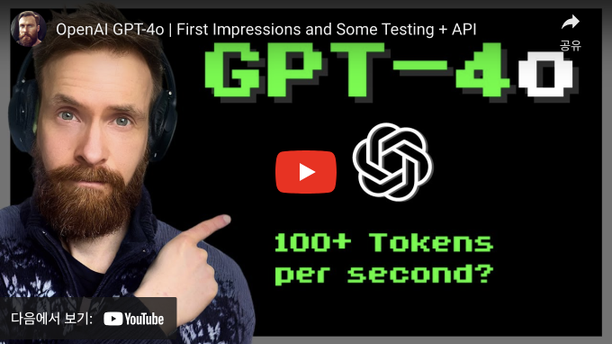 OpenAI GPT-4o | First Impressions and Some Testing + API
공유
GPT-4o
100+ Tokens
per second?
다음에서 보기: YouTube